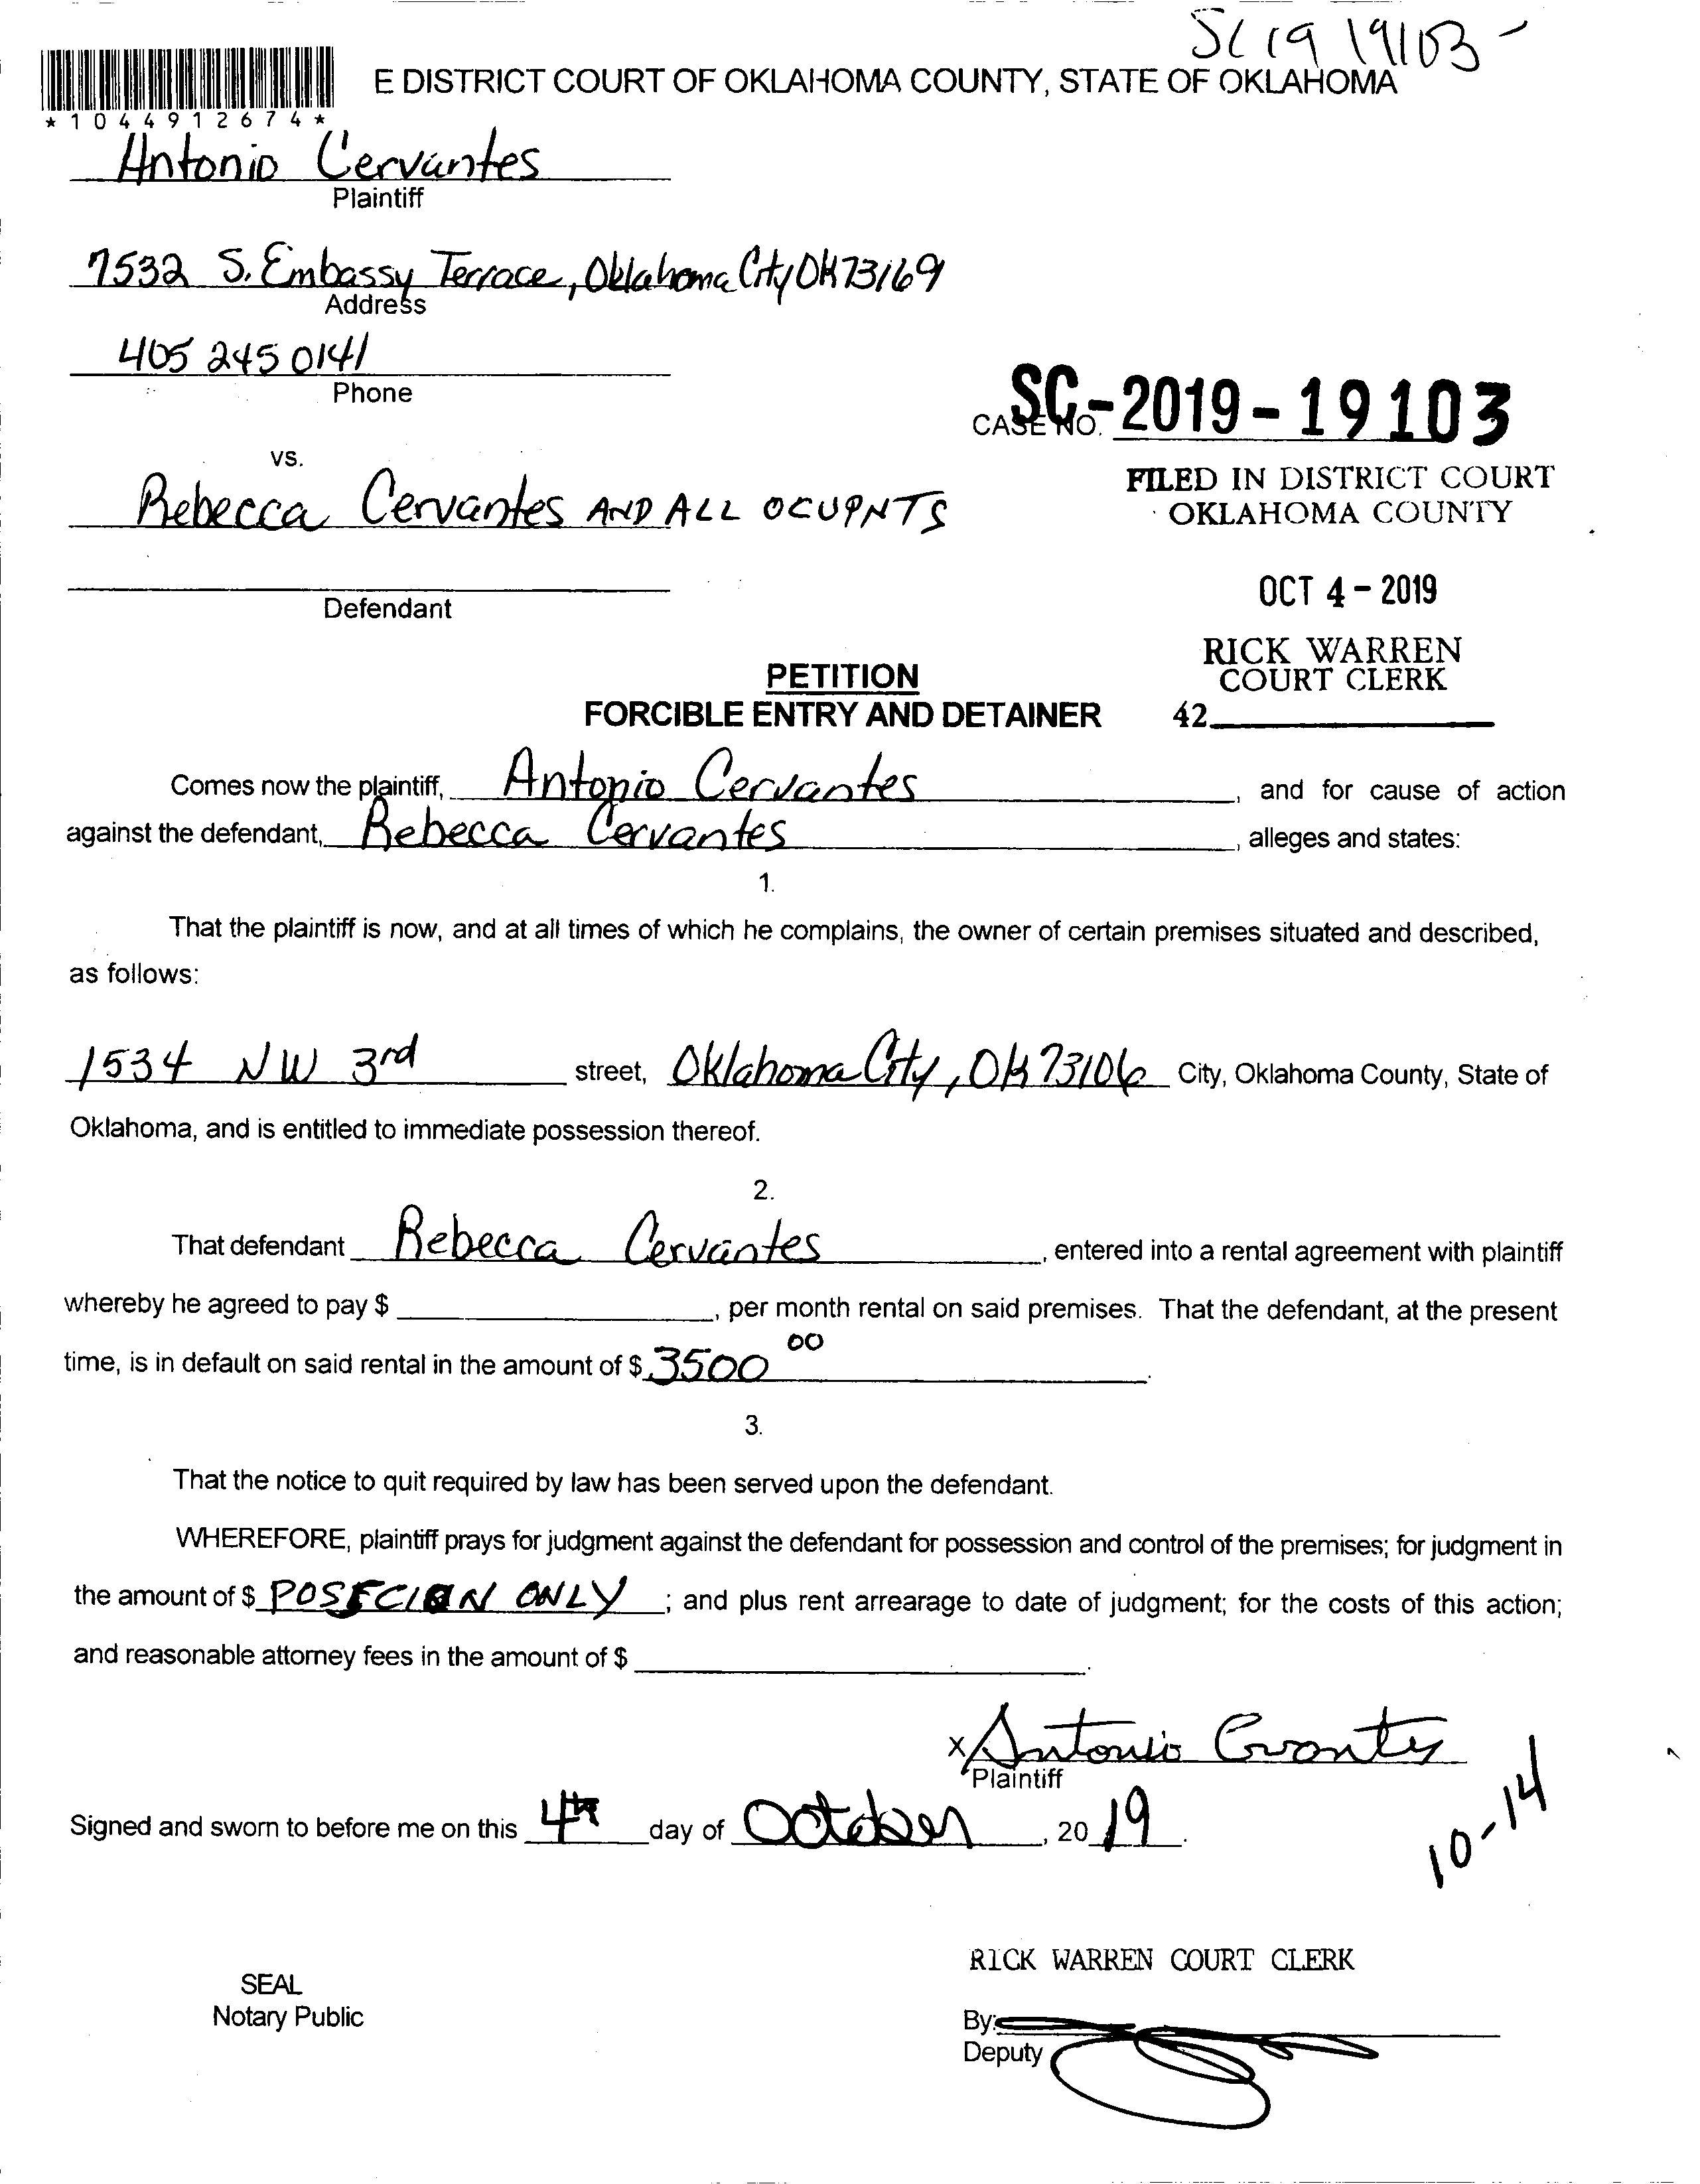 SC 19 19103 -
E DISTRICT COURT OF OKLAHOMA COUNTY, STATE OF OKLAHOMA
* 1 0 4 4 9 1 2 6 7 4 *
Antonio Cervantes
Plaintiff
7532 S. Embassy Terrace, Oklahoma City OK 73169
Address
405 245 0141
Phone
CASE NO. SC-2019-19103
vs.
FILED IN DISTRICT COURT
OKLAHOMA COUNTY
Rebecca Cervantes AND ALL OCUPNTS
OCT 4 - 2019
Defendant
RICK WARREN
COURT CLERK
42
PETITION
FORCIBLE ENTRY AND DETAINER
Comes now the plaintiff, Antonio Cervantes, and for cause of action
against the defendant, Rebecca Cervantes, alleges and states:
1.
That the plaintiff is now, and at all times of which he complains, the owner of certain premises situated and described,
as follows:
1534 NW 3rd street, Oklahoma City, OK 73106 City, Oklahoma County, State of
Oklahoma, and is entitled to immediate possession thereof.
2.
That defendant Rebecca Cervantes, entered into a rental agreement with plaintiff
whereby he agreed to pay $ , per month rental on said premises. That the defendant, at the present
time, is in default on said rental in the amount of $ 3500 00.
3.
That the notice to quit required by law has been served upon the defendant.
WHEREFORE, plaintiff prays for judgment against the defendant for possession and control of the premises; for judgment in
the amount of $ POSECION ONLY ; and plus rent arrearage to date of judgment; for the costs of this action;
and reasonable attorney fees in the amount of $ .
X Antonio Cervantes
Plaintiff
Signed and sworn to before me on this 4th day of October, 20 19.
10-14
RICK WARREN COURT CLERK
SEAL
Notary Public
By:
Deputy